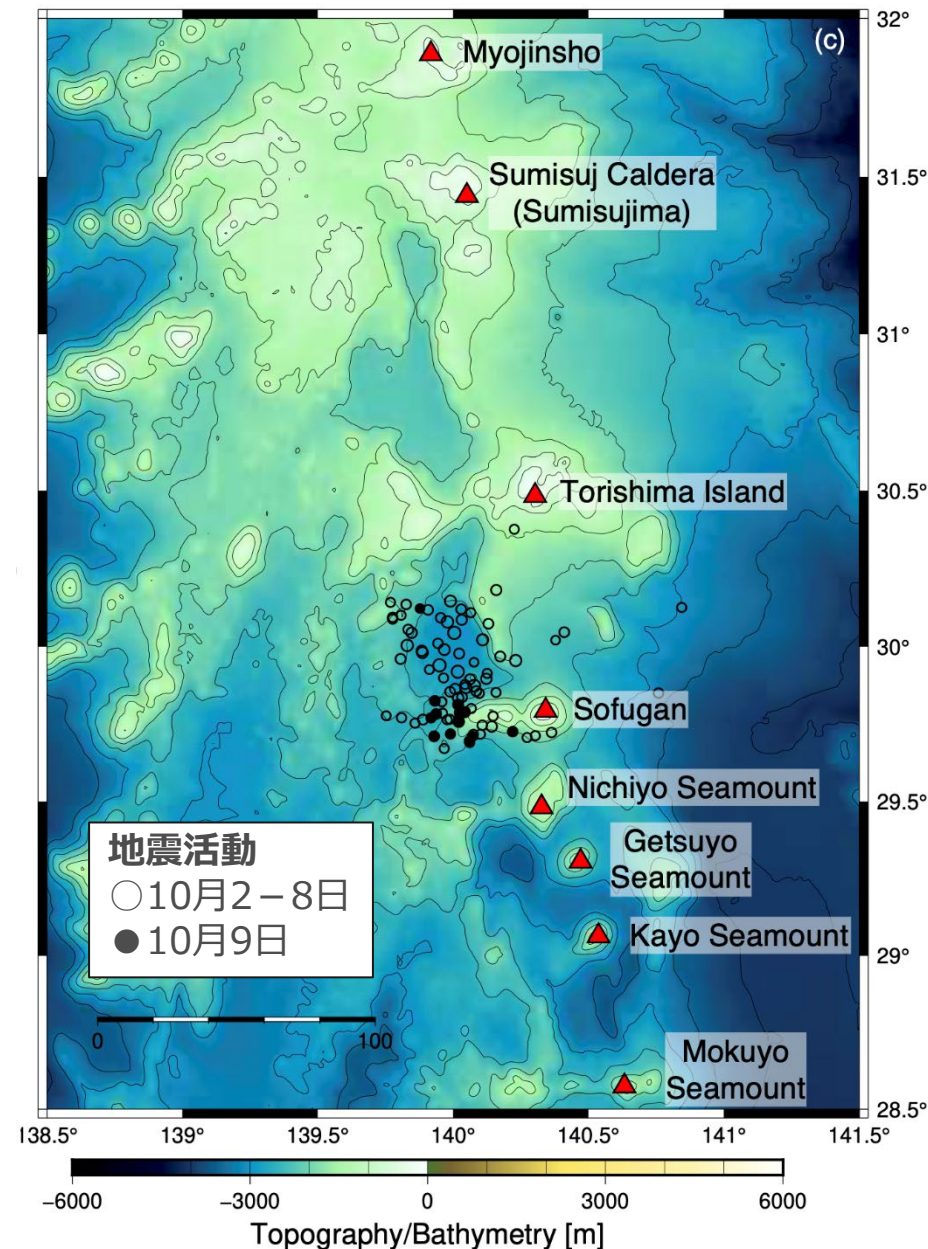 (c)
32°
Myojinsho
Sumisuj Caldera
(Sumisujima)
31.5°
31°
Torishima Island
30.5°
30°
Sofugan
Nichiyo Seamount
29.5°
Getsuyo
Seamount
Kayo Seamount
29°
Mokuyo
Seamount
28.5°
地震活動
○10月2－8日
●10月9日
0 100
138.5° 139° 139.5° 140° 140.5° 141° 141.5°
−6000 −3000 0 3000 6000
Topography/Bathymetry [m]